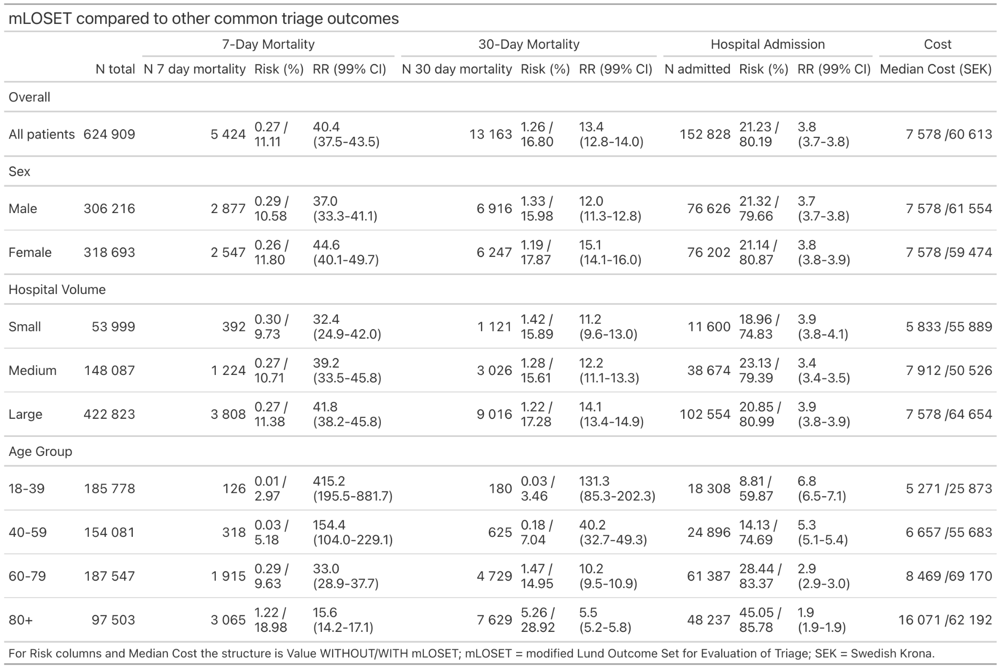 mLOSET compared to other common triage outcomes
7-Day Mortality 30-Day Mortality Hospital Admission Cost
N total N 7 day mortality Risk (%) RR (99% CI) N 30 day mortality Risk (%) RR (99% CI) N admitted Risk (%) RR (99% CI) Median Cost (SEK)
Overall
All patients 624 909 5 424 0.27 / 11.11 40.4 (37.5-43.5) 13 163 1.26 / 16.80 13.4 (12.8-14.0) 152 828 21.23 / 80.19 3.8 (3.7-3.8) 7 578 /60 613
Sex
Male 306 216 2 877 0.29 / 10.58 37.0 (33.3-41.1) 6 916 1.33 / 15.98 12.0 (11.3-12.8) 76 626 21.32 / 79.66 3.7 (3.7-3.8) 7 578 /61 554
Female 318 693 2 547 0.26 / 11.80 44.6 (40.1-49.7) 6 247 1.19 / 17.87 15.1 (14.1-16.0) 76 202 21.14 / 80.87 3.8 (3.8-3.9) 7 578 /59 474
Hospital Volume
Small 53 999 392 0.30 / 9.73 32.4 (24.9-42.0) 1 121 1.42 / 15.89 11.2 (9.6-13.0) 11 600 18.96 / 74.83 3.9 (3.8-4.1) 5 833 /55 889
Medium 148 087 1 224 0.27 / 10.71 39.2 (33.5-45.8) 3 026 1.28 / 15.61 12.2 (11.1-13.3) 38 674 23.13 / 79.39 3.4 (3.4-3.5) 7 912 /50 526
Large 422 823 3 808 0.27 / 11.38 41.8 (38.2-45.8) 9 016 1.22 / 17.28 14.1 (13.4-14.9) 102 554 20.85 / 80.99 3.9 (3.8-3.9) 7 578 /64 654
Age Group
18-39 185 778 126 0.01 / 2.97 415.2 (195.5-881.7) 180 0.03 / 3.46 131.3 (85.3-202.3) 18 308 8.81 / 59.87 6.8 (6.5-7.1) 5 271 /25 873
40-59 154 081 318 0.03 / 5.18 154.4 (104.0-229.1) 625 0.18 / 7.04 40.2 (32.7-49.3) 24 896 14.13 / 74.69 5.3 (5.1-5.4) 6 657 /55 683
60-79 187 547 1 915 0.29 / 9.63 33.0 (28.9-37.7) 4 729 1.47 / 14.95 10.2 (9.5-10.9) 61 387 28.44 / 83.37 2.9 (2.9-3.0) 8 469 /69 170
80+ 97 503 3 065 1.22 / 18.98 15.6 (14.2-17.1) 7 629 5.26 / 28.92 5.5 (5.2-5.8) 48 237 45.05 / 85.78 1.9 (1.9-1.9) 16 071 /62 192
For Risk columns and Median Cost the structure is Value WITHOUT/WITH mLOSET; mLOSET = modified Lund Outcome Set for Evaluation of Triage; SEK = Swedish Krona.